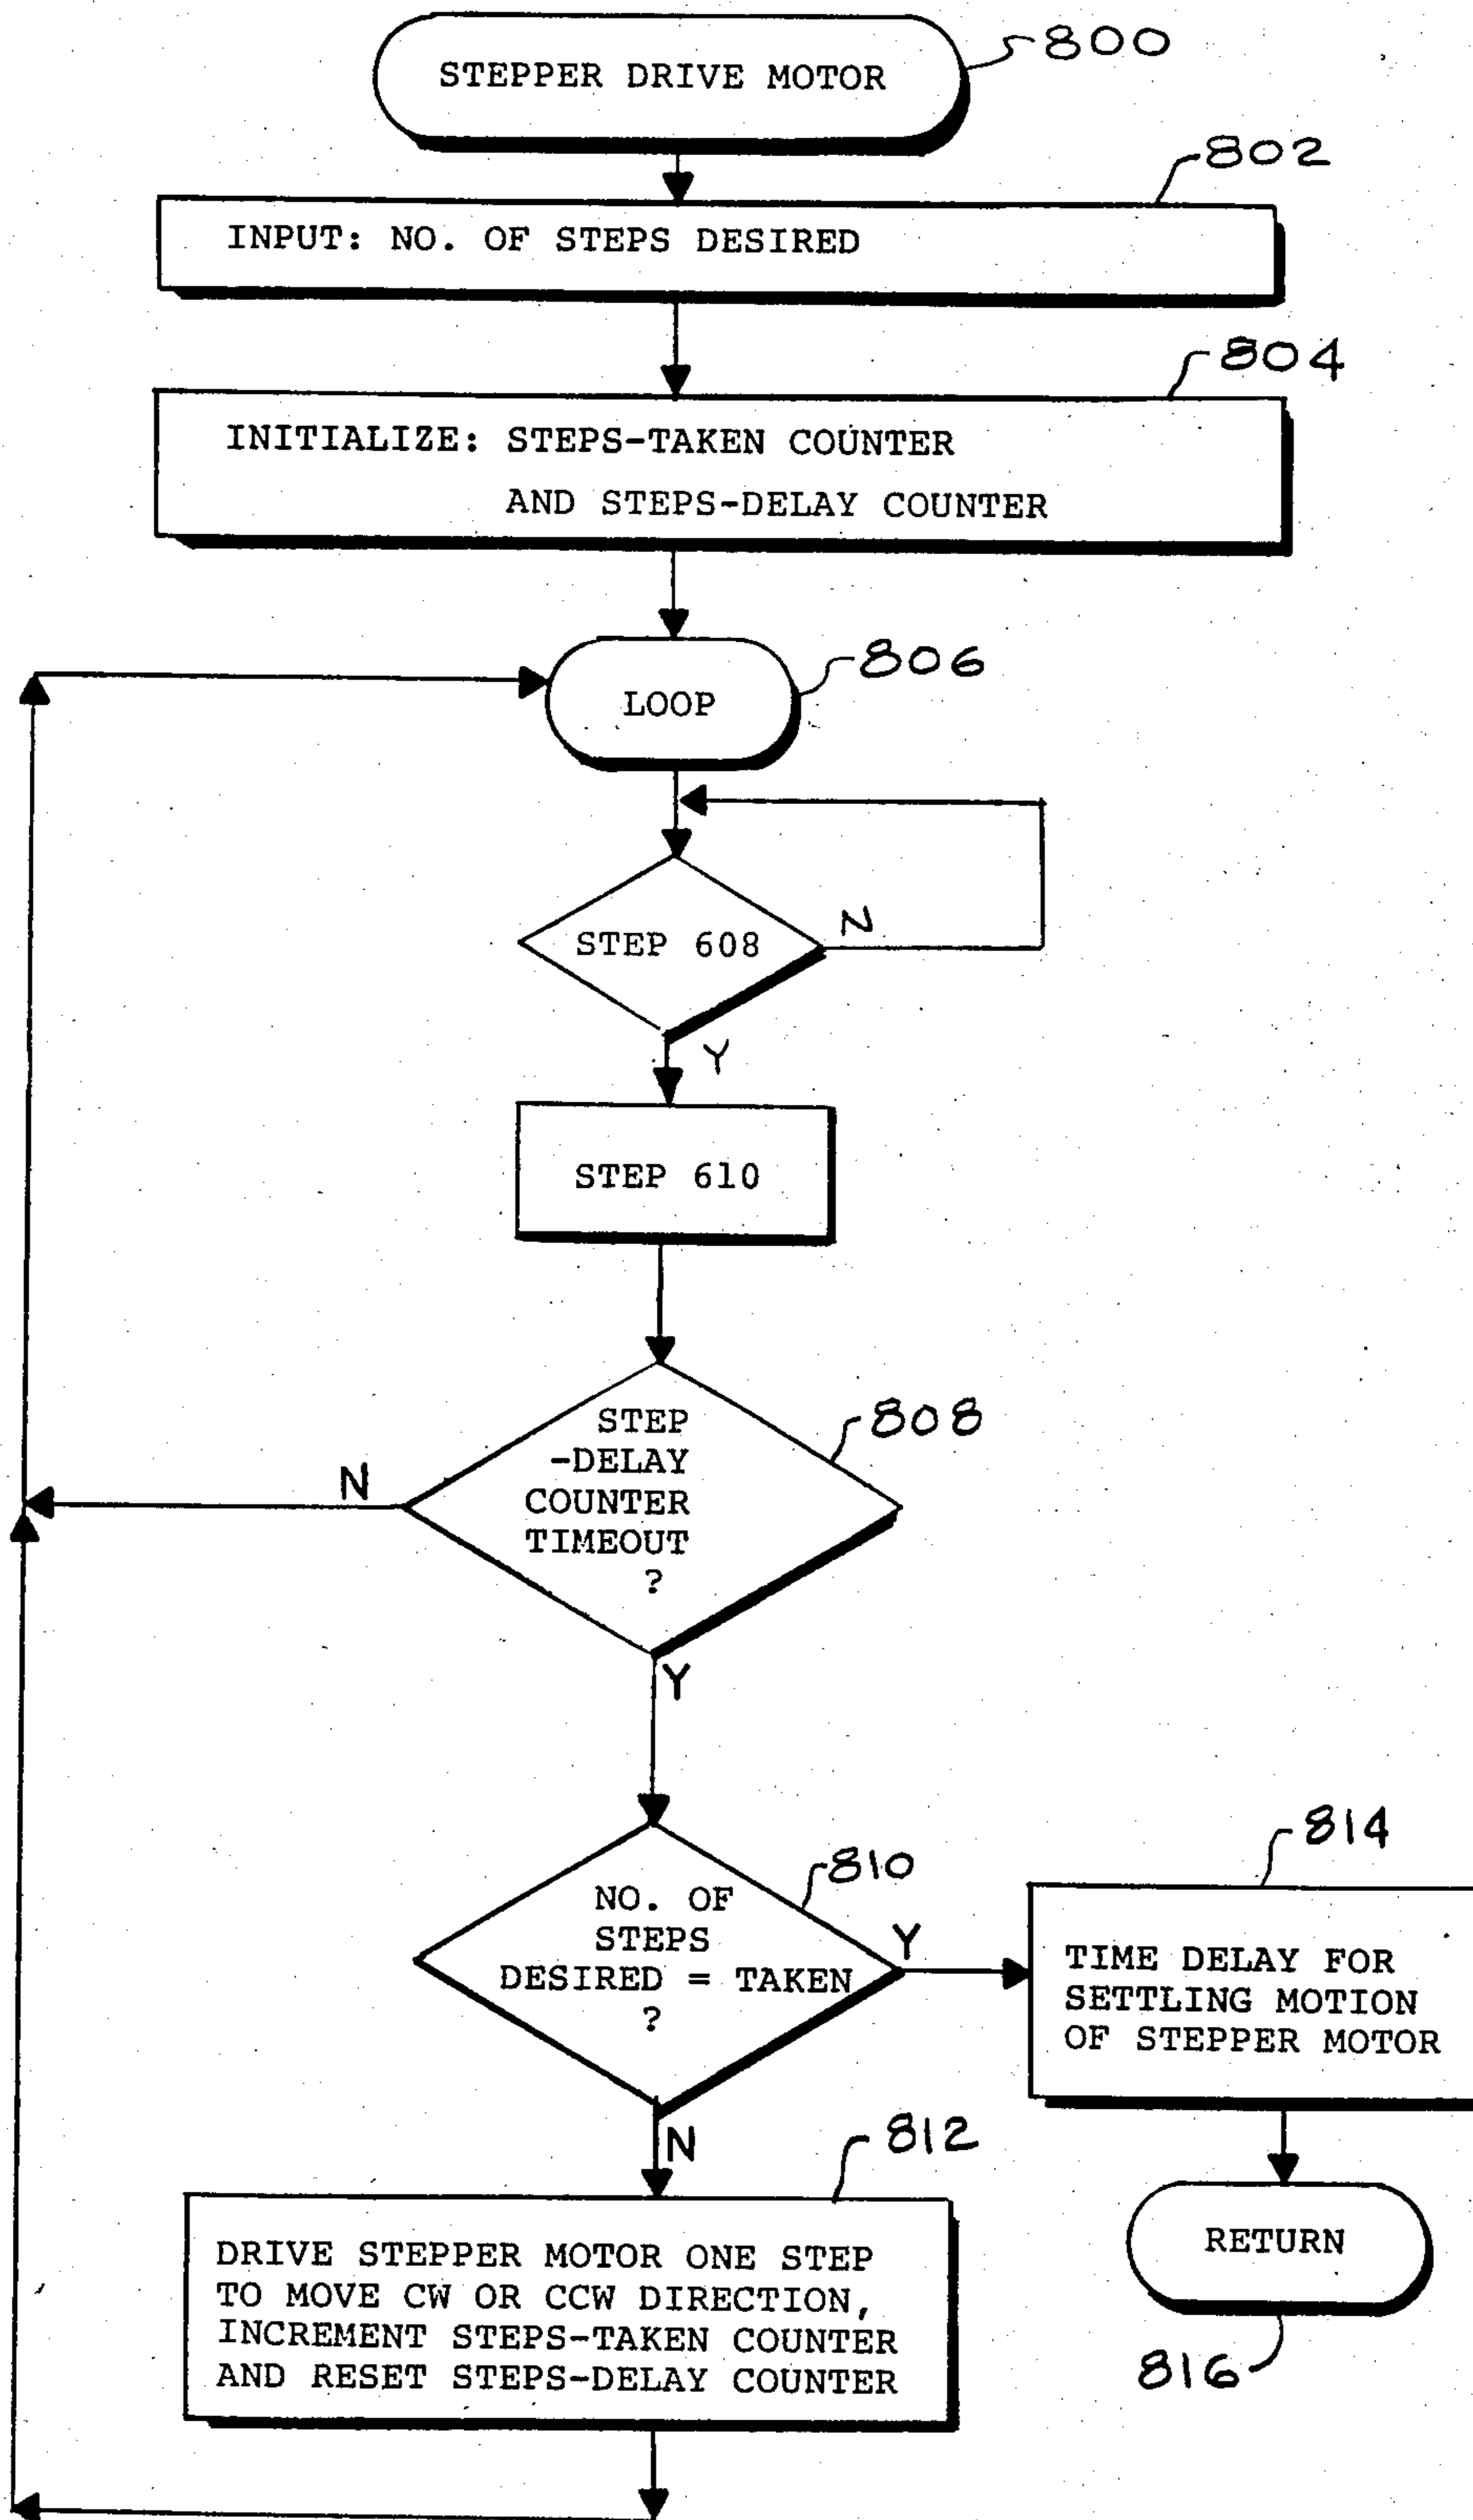 STEPPER DRIVE MOTOR
800
802
INPUT: NO. OF STEPS DESIRED
804
INITIALIZE: STEPS-TAKEN COUNTER
AND STEPS-DELAY COUNTER
806
LOOP
STEP 608
N
Y
STEP 610
808
STEP
-DELAY
COUNTER
TIMEOUT
?
N
Y
810
NO. OF
STEPS
DESIRED = TAKEN
?
Y
814
TIME DELAY FOR
SETTLING MOTION
OF STEPPER MOTOR
N
812
DRIVE STEPPER MOTOR ONE STEP
TO MOVE CW OR CCW DIRECTION,
INCREMENT STEPS-TAKEN COUNTER
AND RESET STEPS-DELAY COUNTER
RETURN
816